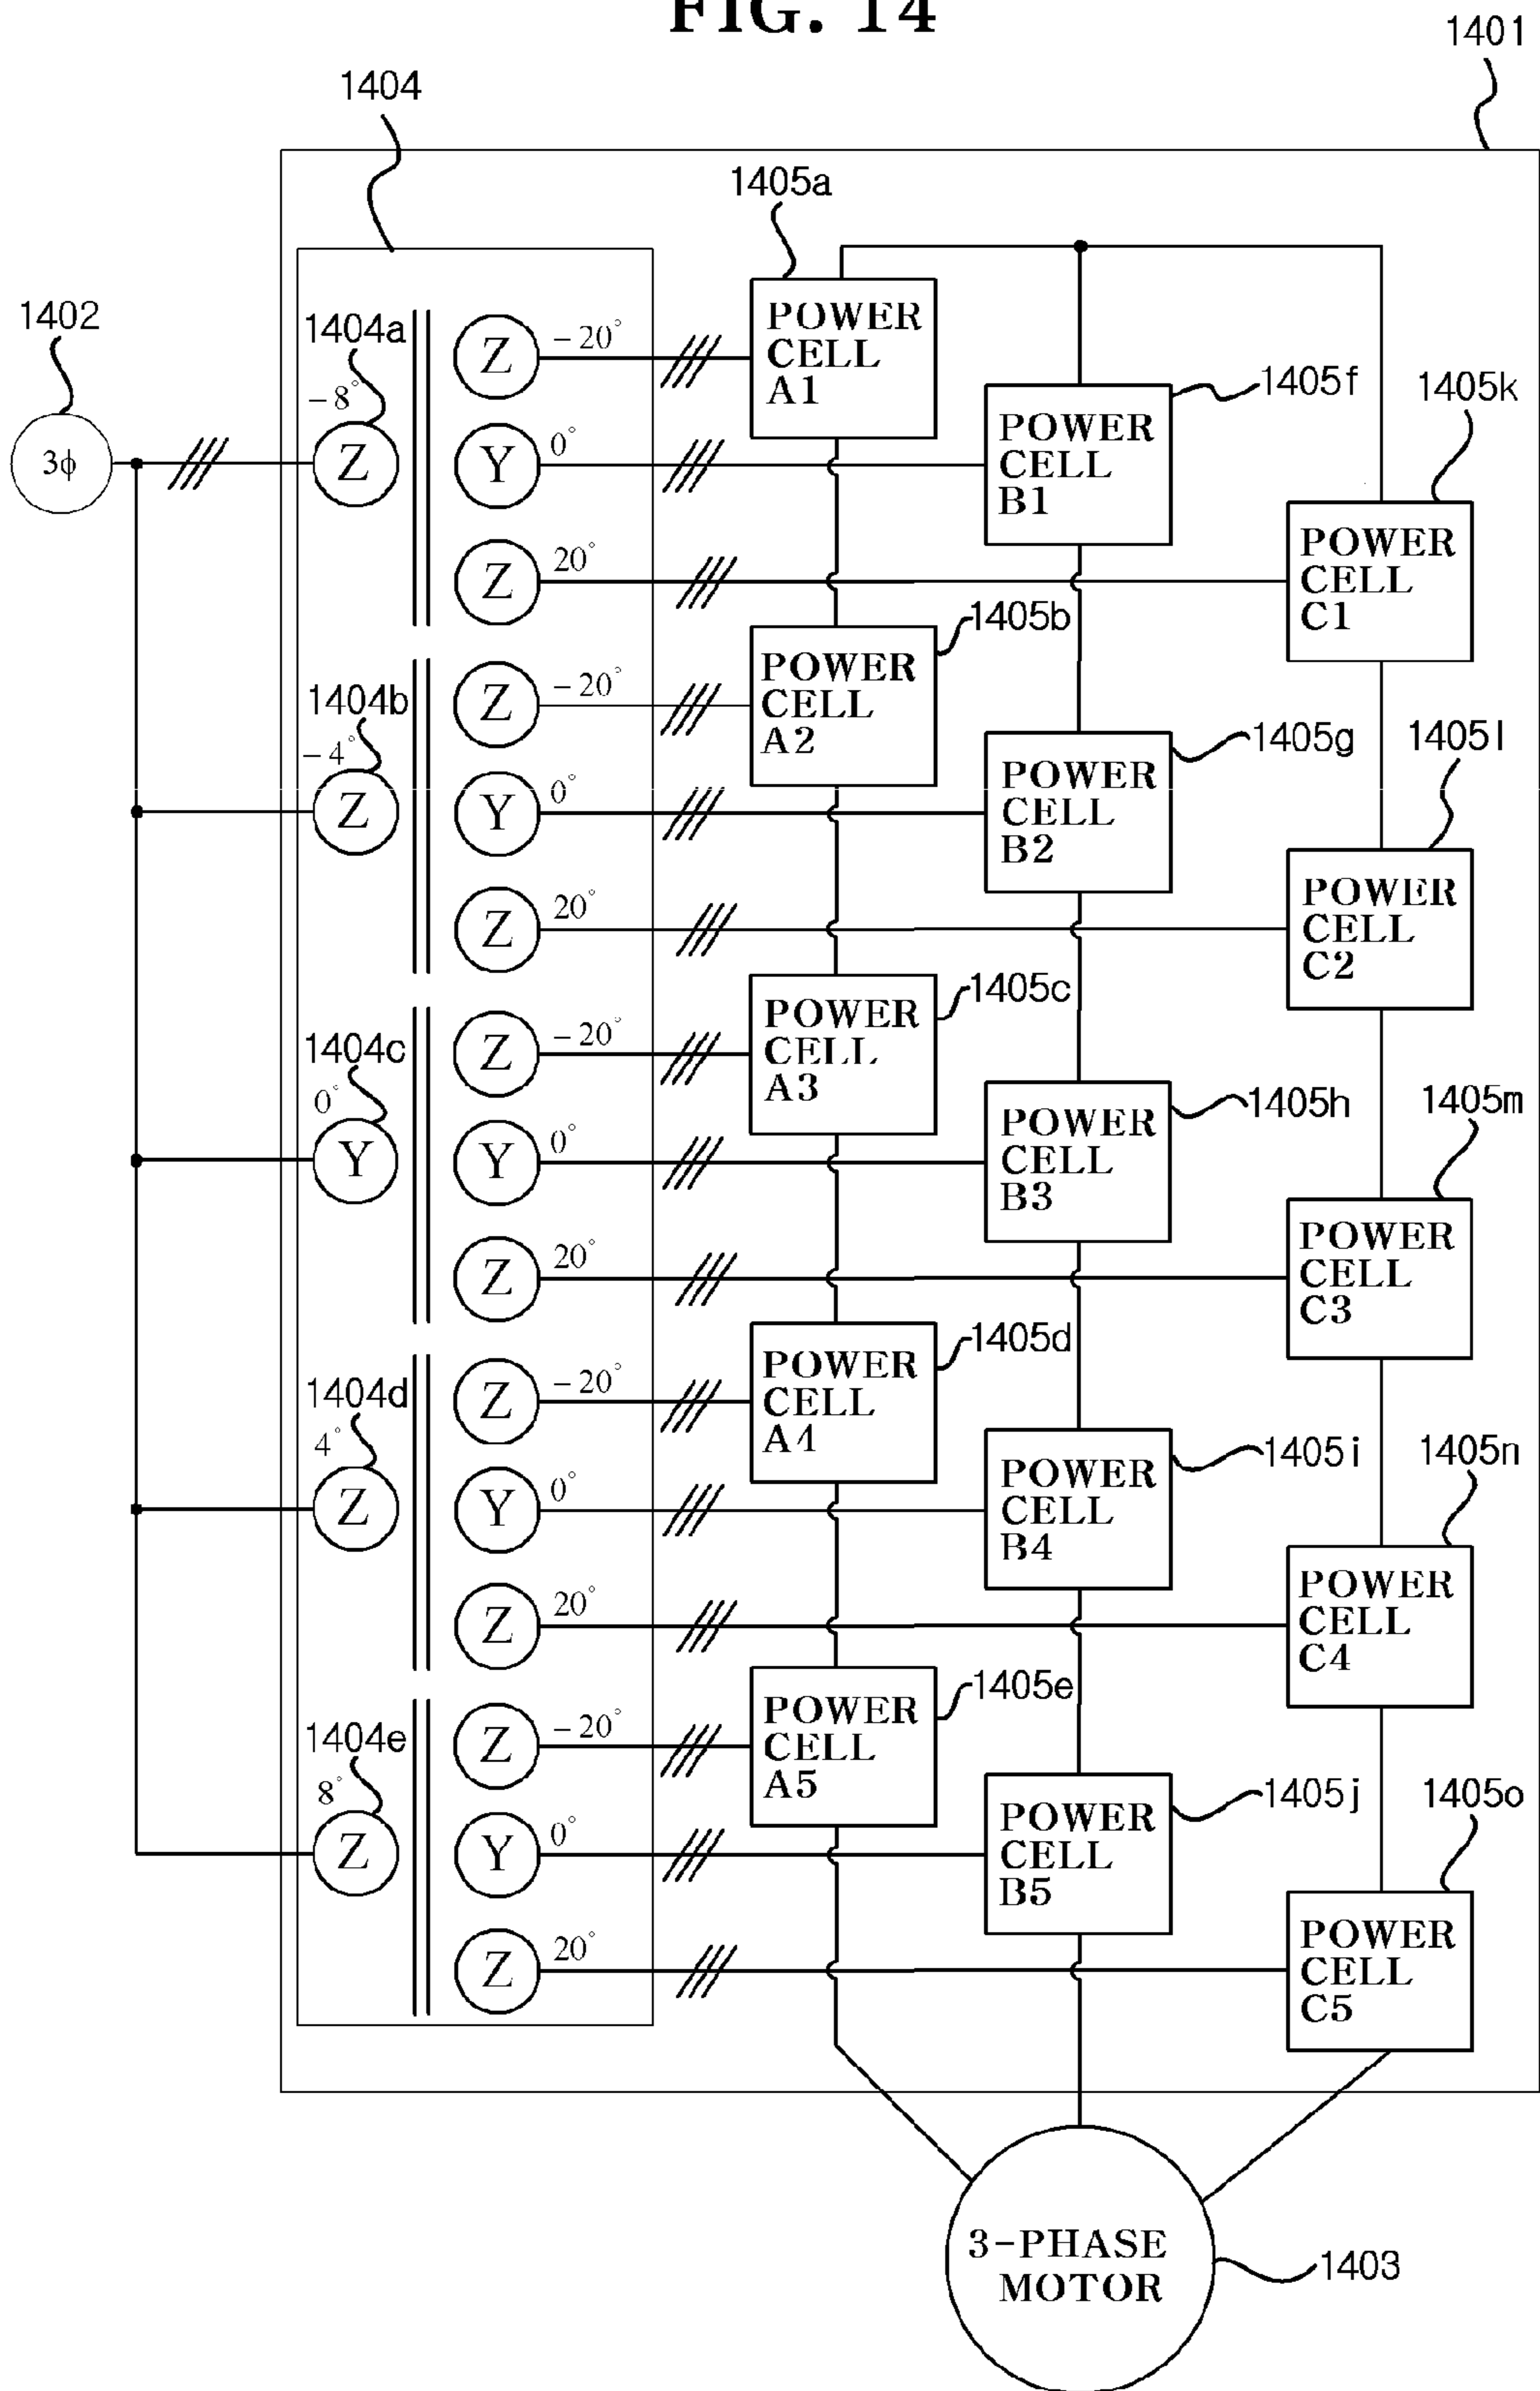 FIG. 14
1401
1404
1405a
1402
1404a
-20°
POWER
CELL
A1
-8°
1405f
1405k
3ϕ
Z
Z
Y
0°
POWER
CELL
B1
Z
20°
POWER
CELL
C1
1405b
1404b
Z
-20°
POWER
CELL
A2
-4°
1405g
1405l
Z
Y
0°
POWER
CELL
B2
Z
20°
POWER
CELL
C2
1405c
1404c
Z
-20°
POWER
CELL
A3
0°
1405h
1405m
Y
Y
0°
POWER
CELL
B3
Z
20°
POWER
CELL
C3
1405d
1404d
Z
-20°
POWER
CELL
A4
4°
1405i
1405n
Z
Y
0°
POWER
CELL
B4
Z
20°
POWER
CELL
C4
1405e
1404e
Z
-20°
POWER
CELL
A5
8°
1405j
1405o
Z
Y
0°
POWER
CELL
B5
Z
20°
POWER
CELL
C5
3-PHASE
MOTOR
1403